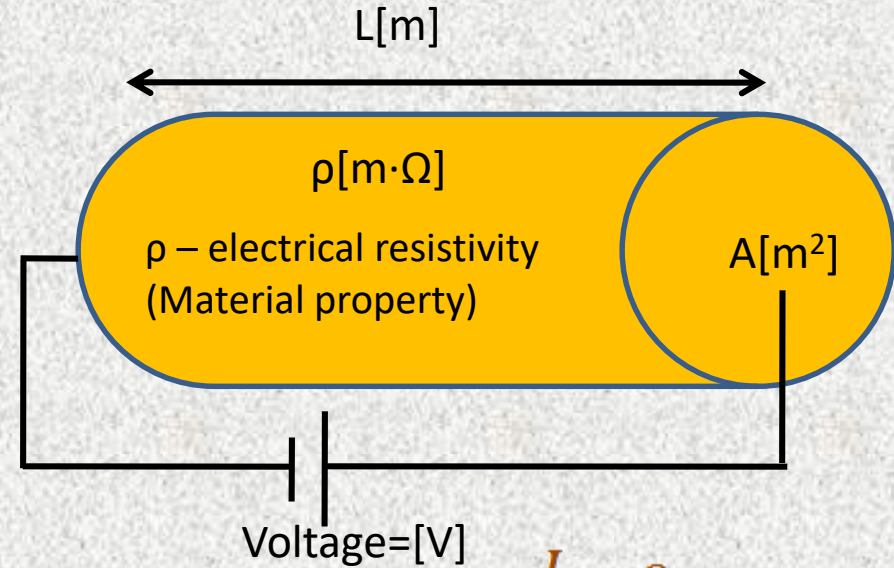 L[m]
ρ[m·Ω]
ρ – electrical resistivity
(Material property)
A[m²]
Voltage=[V]